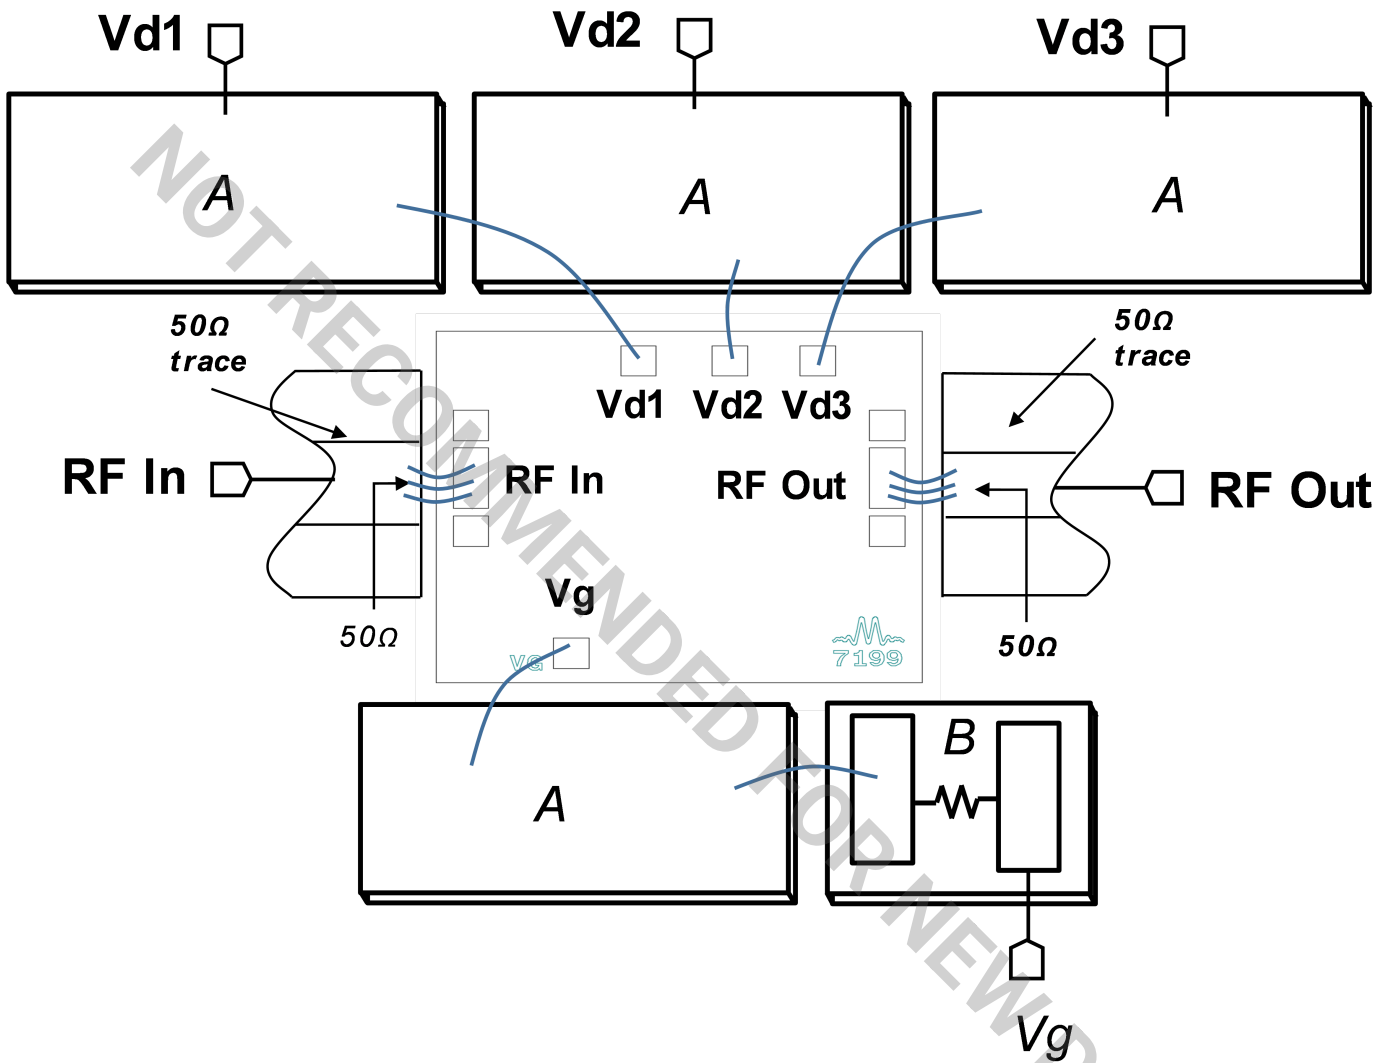 Vd1
Vd2
Vd3
A
A
A
50Ω
trace
50Ω
trace
Vd1 Vd2 Vd3
RF In
RF In
RF Out
RF Out
Vg
50Ω
50Ω
VG
7199
A
B
Vg
NOT RECOMMENDED FOR NEW